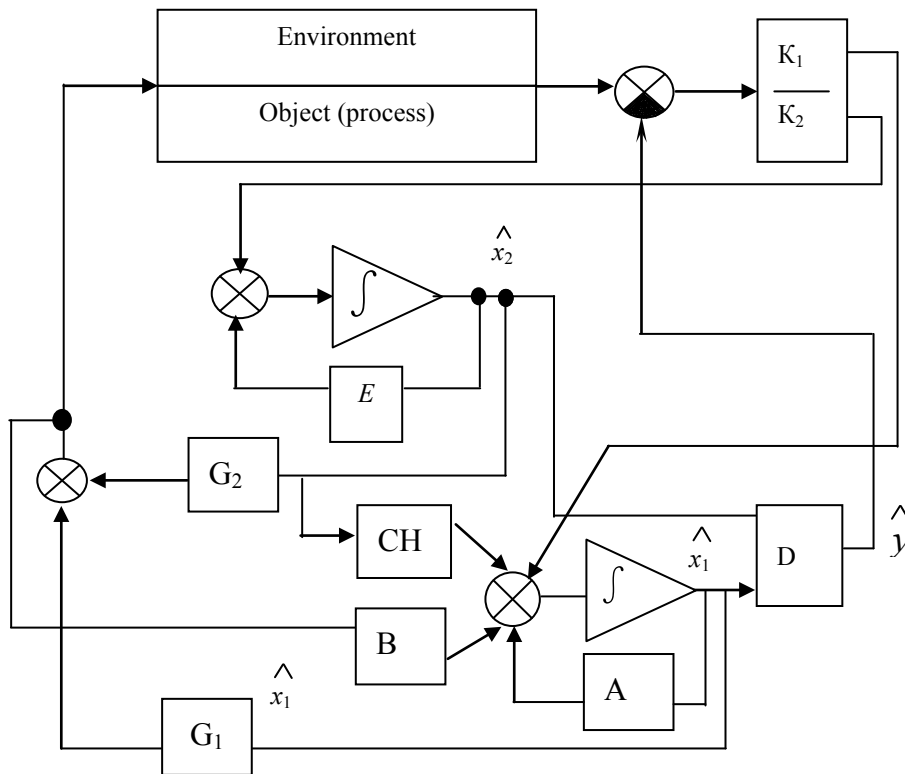 Environment
Object (process)
K₁
K₂
x̂₂
∫
E
G₂
CH
x̂₁
ŷ
D
∫
B
A
x̂₁
G₁